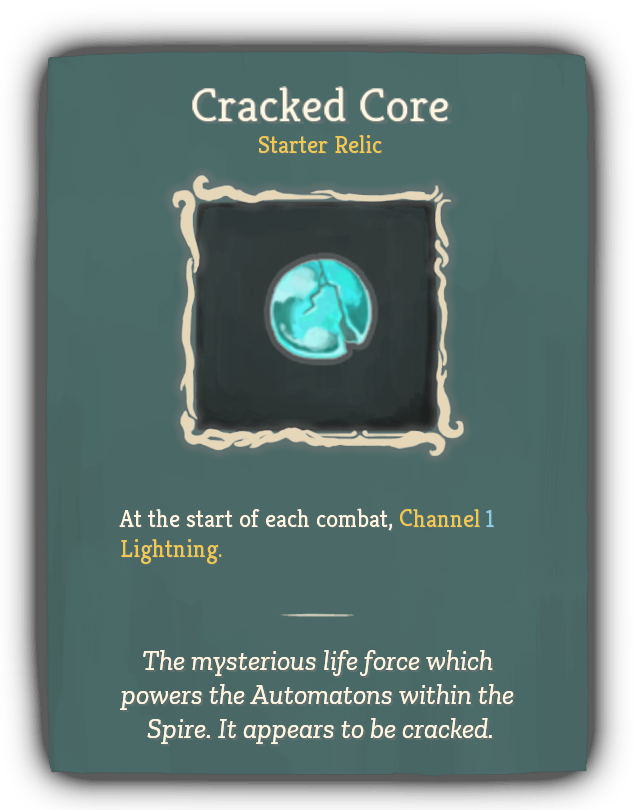 Cracked Core
Starter Relic
At the start of each combat, Channel 1
Lightning.
The mysterious life force which
powers the Automatons within the
Spire. It appears to be cracked.